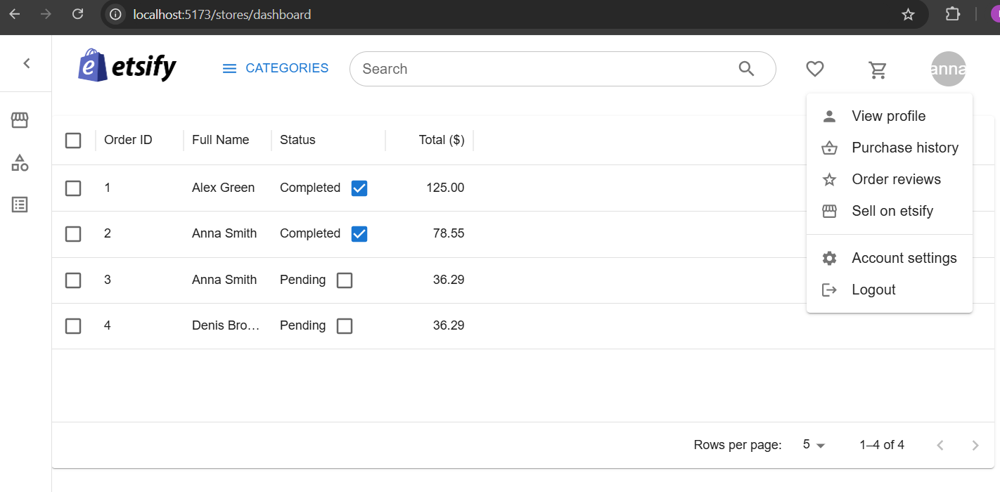 localhost:5173/stores/dashboard
e etsify
CATEGORIES
Search
anna
View profile
Purchase history
Order reviews
Sell on etsify
Account settings
Logout
Order ID Full Name Status Total ($)
1 Alex Green Completed 125.00
2 Anna Smith Completed 78.55
3 Anna Smith Pending 36.29
4 Denis Bro… Pending 36.29
Rows per page: 5 1–4 of 4